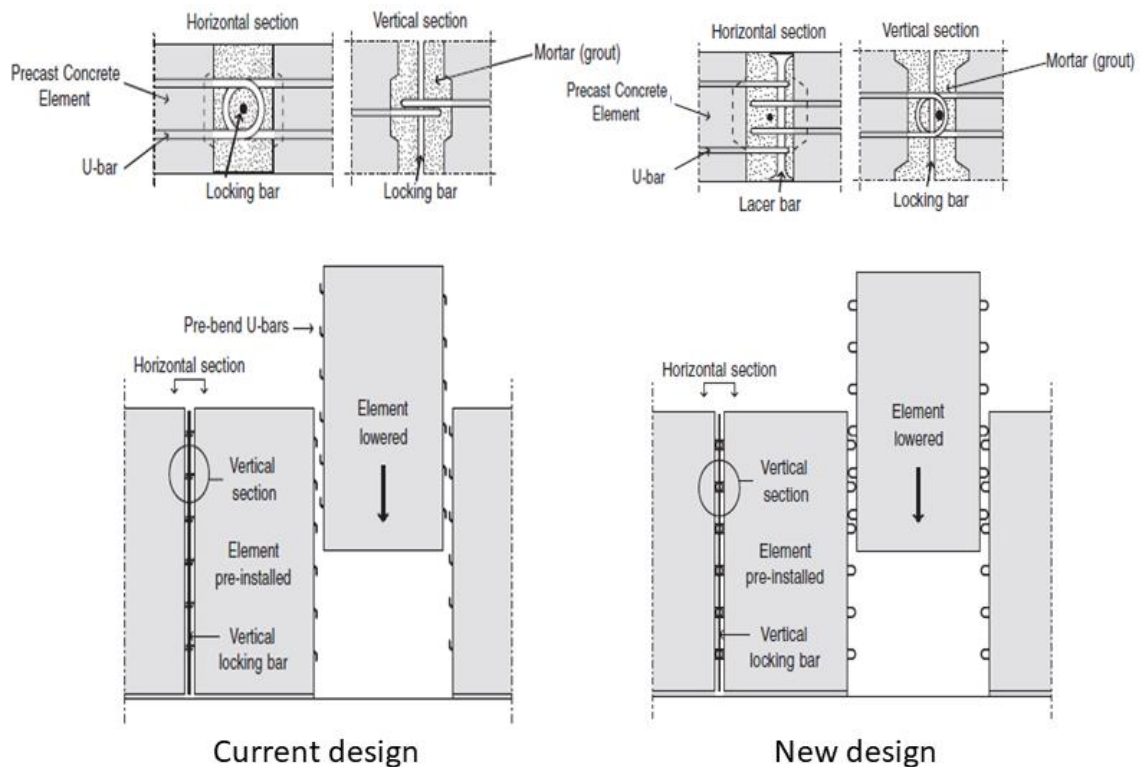 Horizontal section
Vertical section
Mortar (grout)
Precast Concrete
Element
U-bar
Locking bar
Locking bar
Pre-bend U-bars
Horizontal section
Element
lowered
Vertical
section
Element
pre-installed
Vertical
locking bar
Current design
Horizontal section
Vertical section
Mortar (grout)
Precast Concrete
Element
U-bar
Lacer bar
Locking bar
Horizontal section
Element
lowered
Vertical
section
Element
pre-installed
Vertical
locking bar
New design